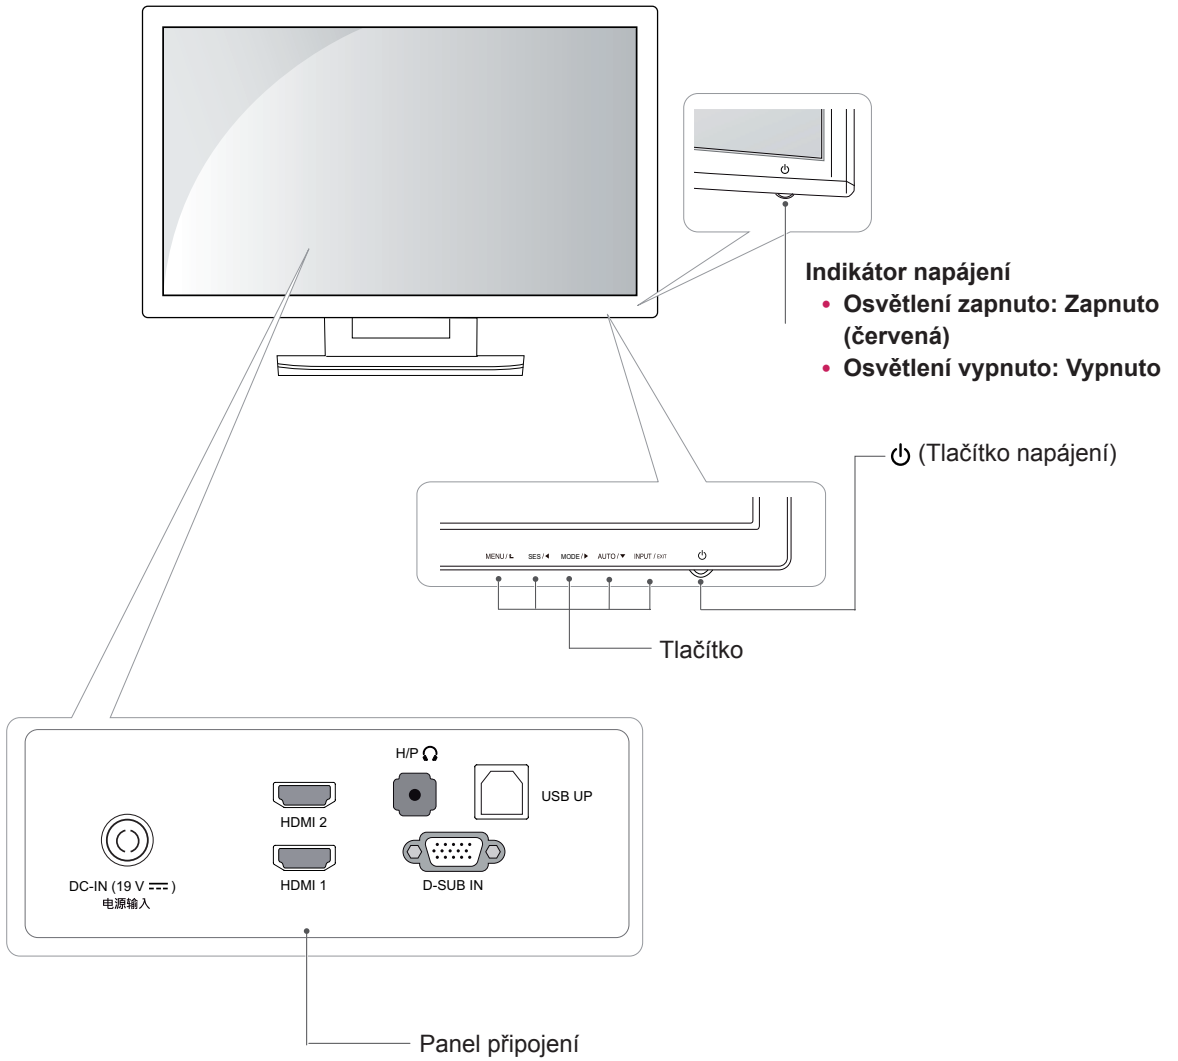 Indikátor napájení
• Osvětlení zapnuto: Zapnuto
(červená)
• Osvětlení vypnuto: Vypnuto
(Tlačítko napájení)
MENU / SES / ◀ MODE / ▶ AUTO / ▼ INPUT / EXIT
Tlačítko
H/P
USB UP
HDMI 2
HDMI 1
D-SUB IN
DC-IN (19 V ⎓ )
电源输入
Panel připojení